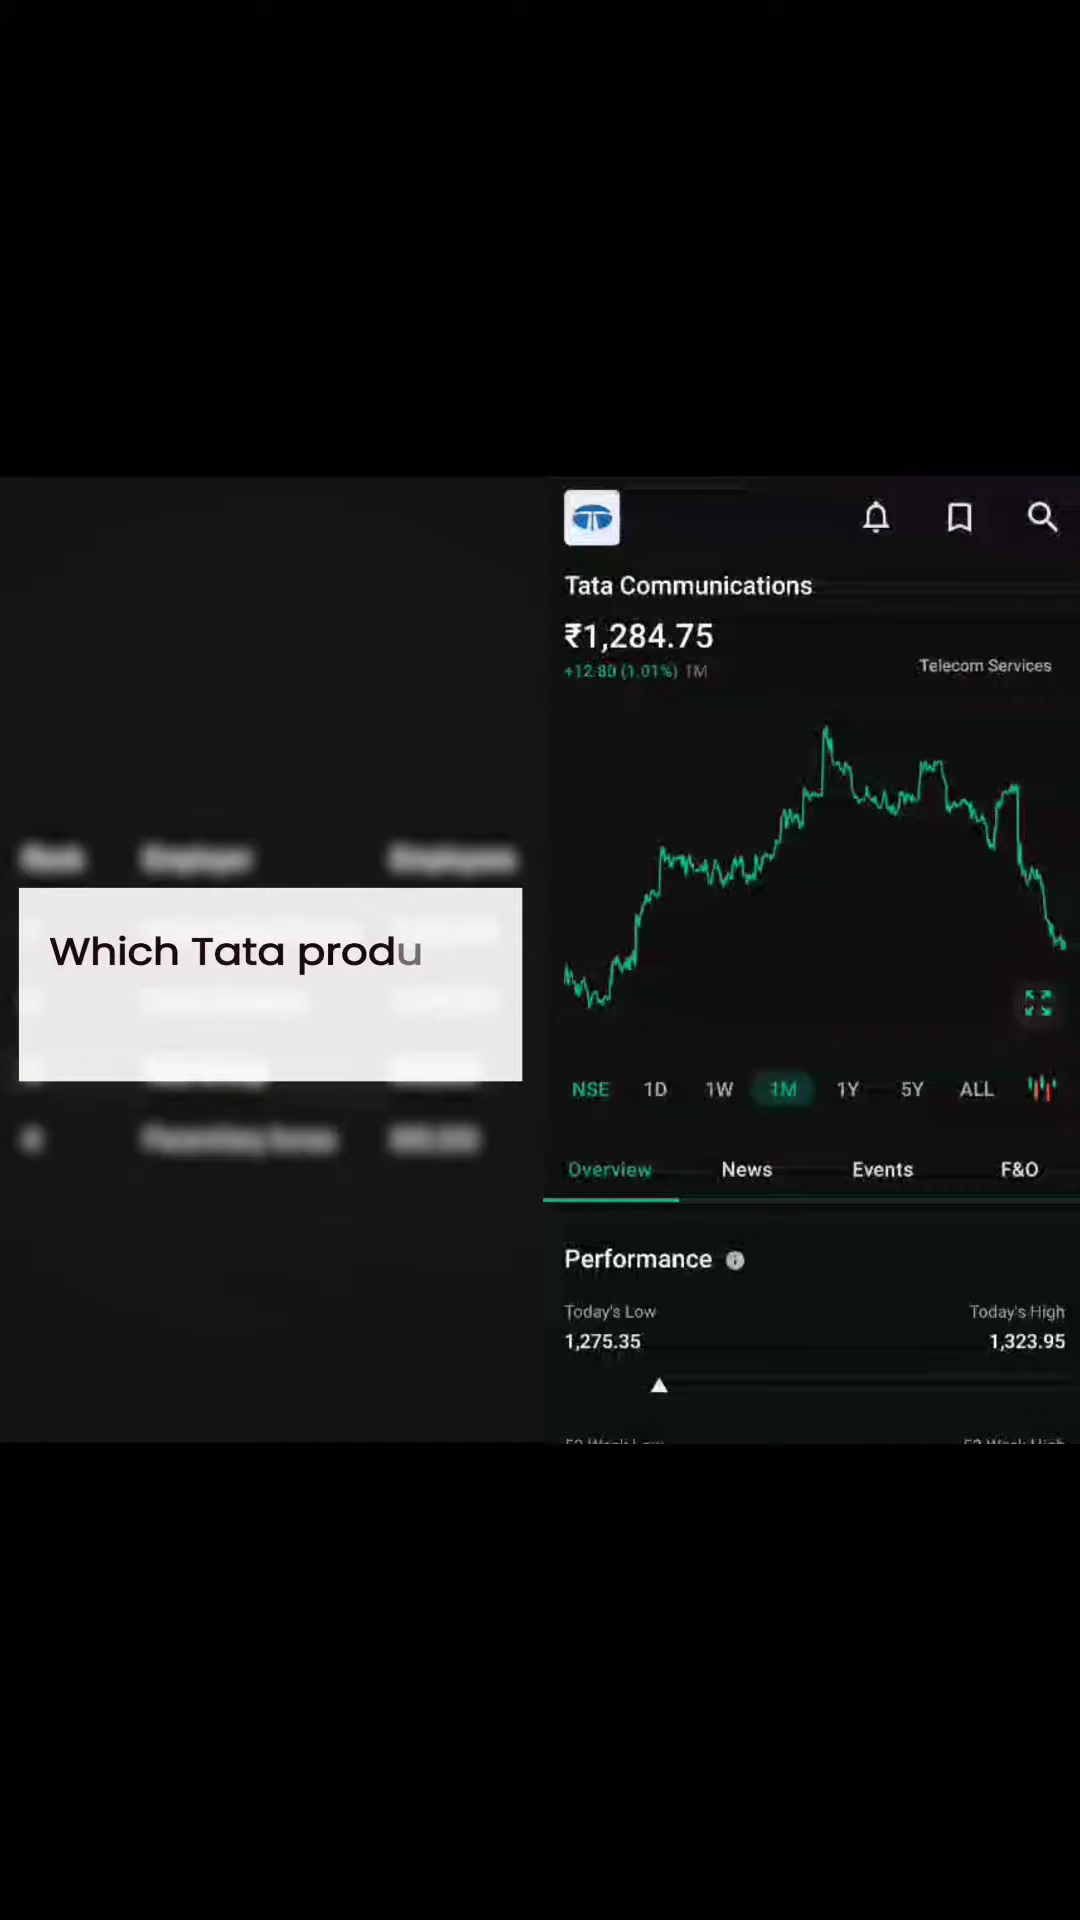 Which Tata produ
Tata Communications
₹1,284.75
+12.80 (1.01%) 1M
Telecom Services
NSE 1D 1W 1M 1Y 5Y ALL
Overview News Events F&O
Performance
Today's Low Today's High
1,275.35 1,323.95